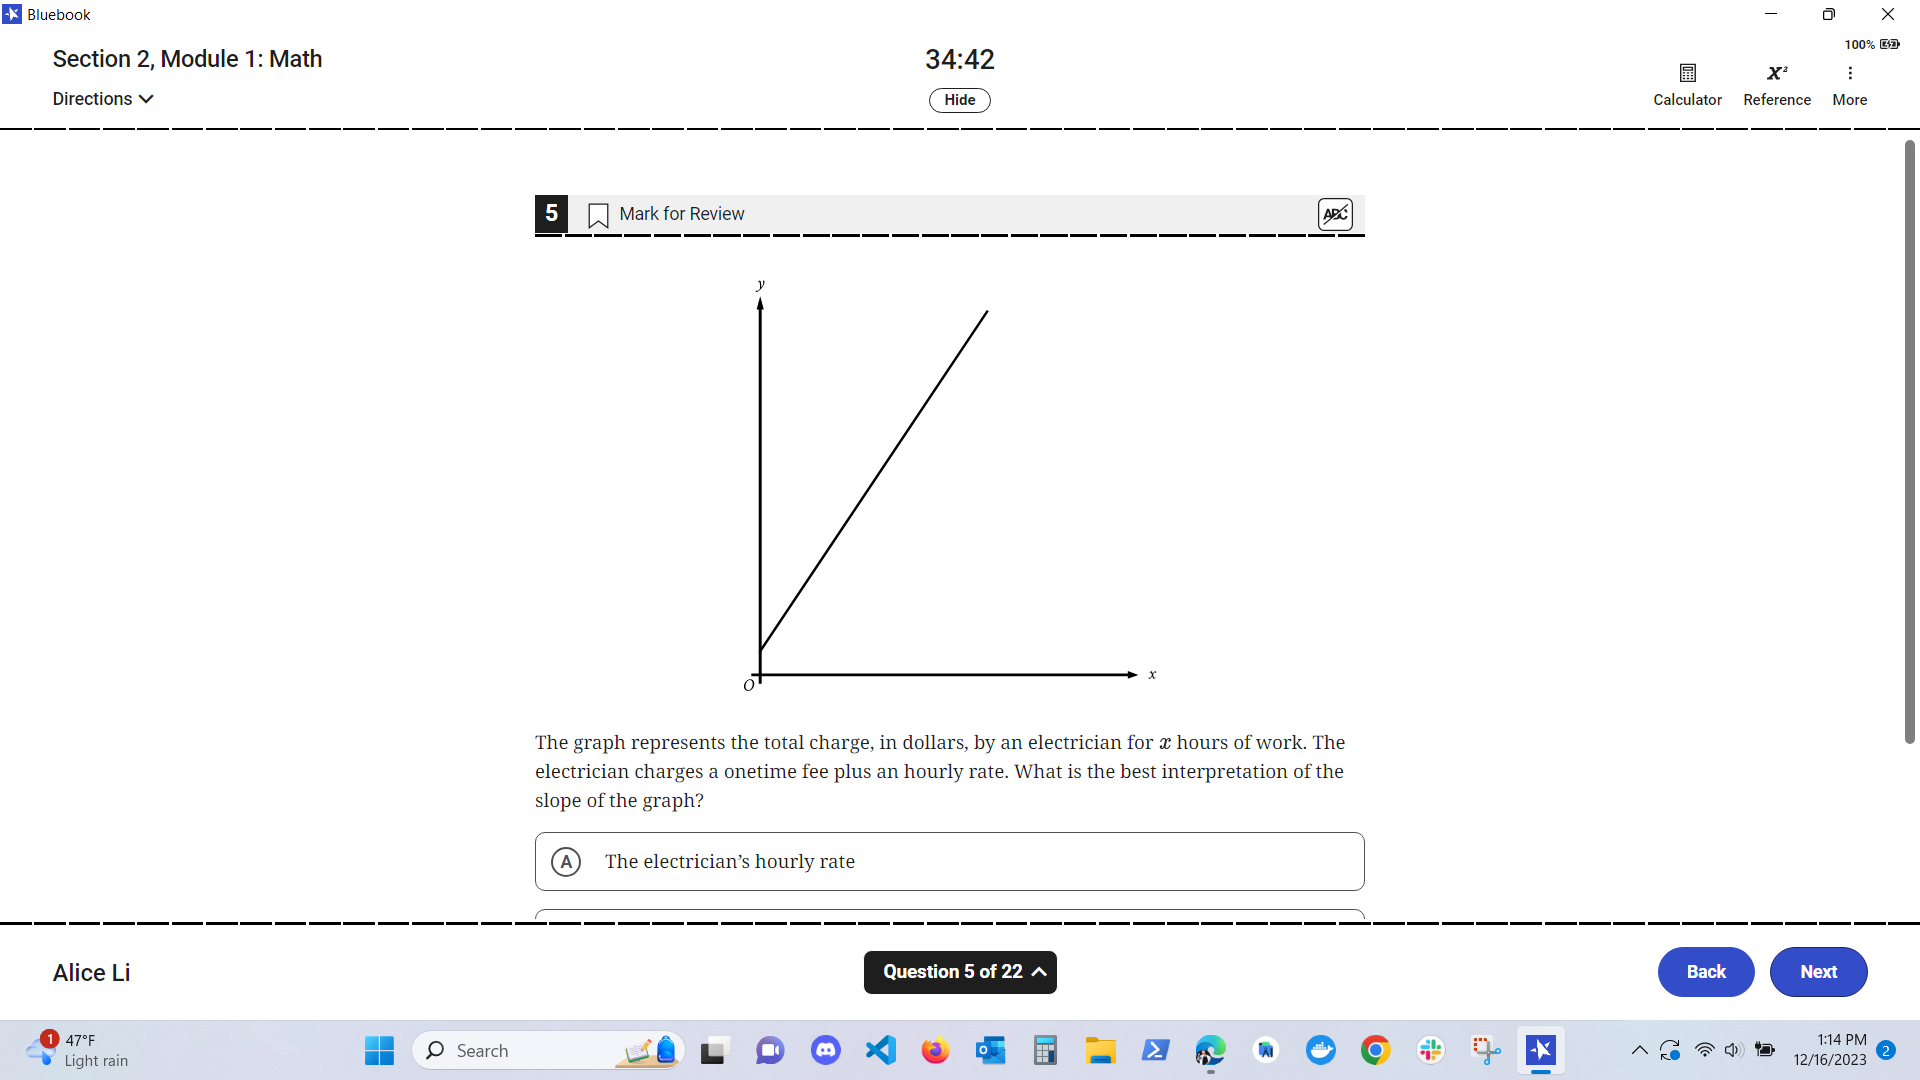 Bluebook
Section 2, Module 1: Math
34:42
100%
Directions
Hide
Calculator
Reference
More
5
Mark for Review
ABC
y
x
O
The graph represents the total charge, in dollars, by an electrician for x hours of work. The
electrician charges a onetime fee plus an hourly rate. What is the best interpretation of the
slope of the graph?
A
The electrician's hourly rate
Alice Li
Question 5 of 22
Back
Next
1
47°F
Light rain
Search
1:14 PM
12/16/2023
2